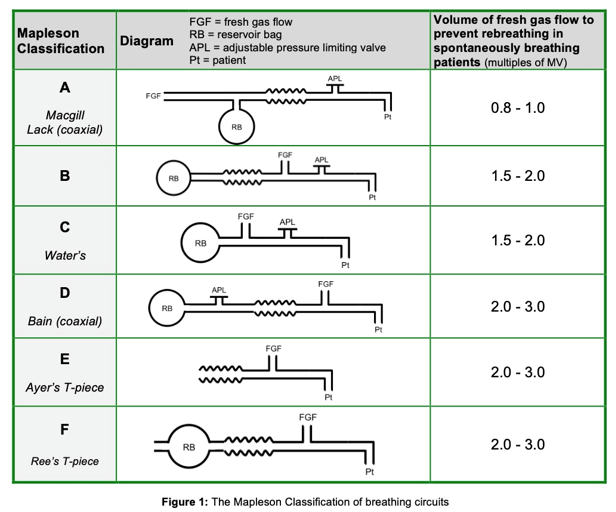 Mapleson
Classification
Diagram
FGF = fresh gas flow
RB = reservoir bag
APL = adjustable pressure limiting valve
Pt = patient
Volume of fresh gas flow to
prevent rebreathing in
spontaneously breathing
patients (multiples of MV)
A
Macgill
Lack (coaxial)
FGF
APL
RB
Pt
0.8 - 1.0
B
RB
FGF
APL
Pt
1.5 - 2.0
C
Water's
RB
FGF
APL
Pt
1.5 - 2.0
D
Bain (coaxial)
RB
APL
FGF
Pt
2.0 - 3.0
E
Ayer's T-piece
FGF
Pt
2.0 - 3.0
F
Ree's T-piece
RB
FGF
Pt
2.0 - 3.0
Figure 1: The Mapleson Classification of breathing circuits